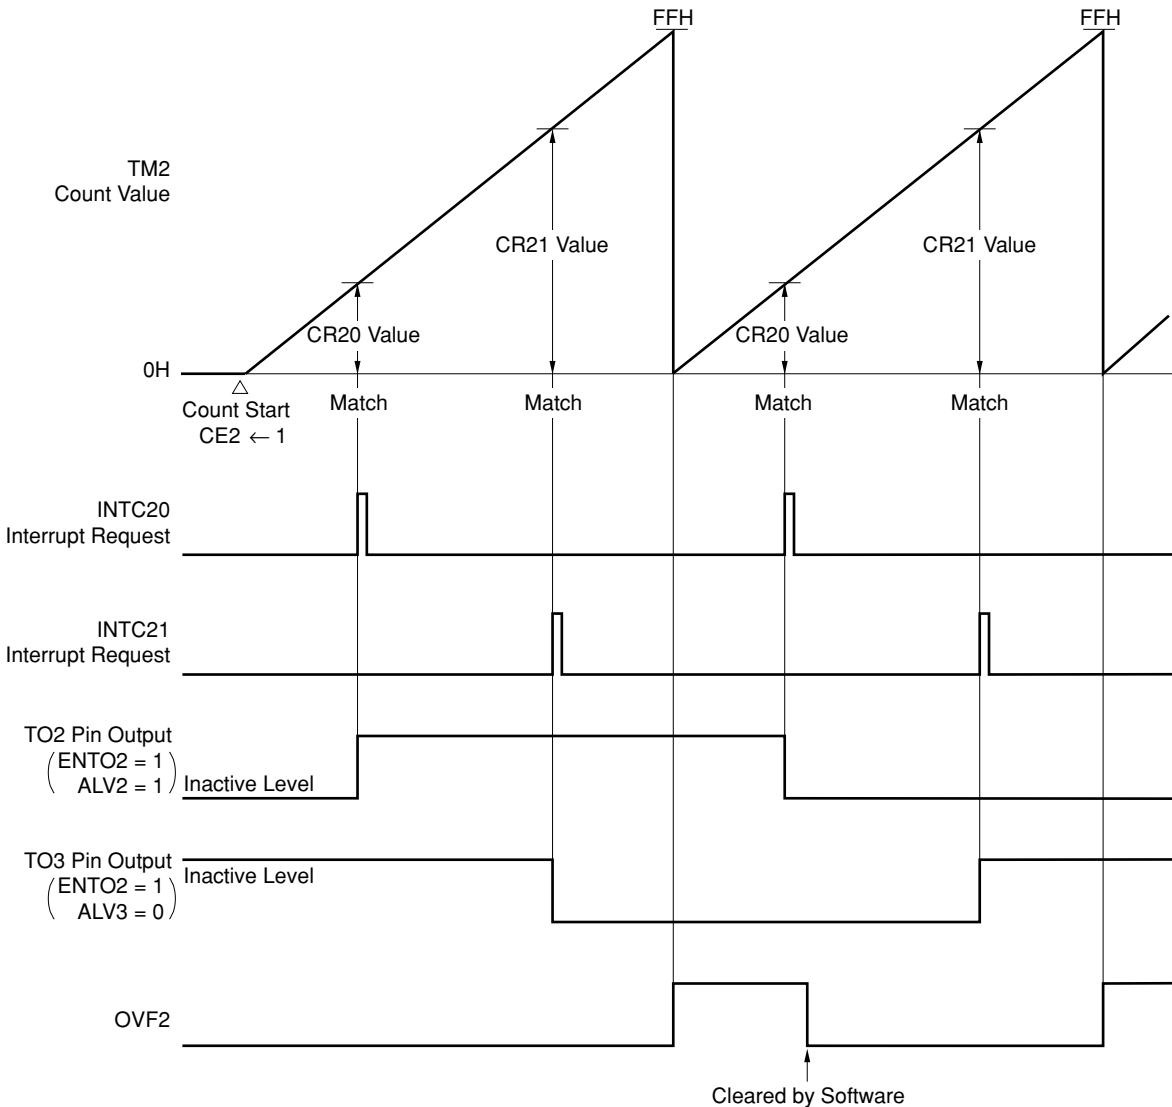 FFH
FFH
TM2
Count Value
CR21 Value
CR21 Value
CR20 Value
CR20 Value
0H
Count Start
CE2 ← 1
Match
Match
Match
Match
INTC20
Interrupt Request
INTC21
Interrupt Request
TO2 Pin Output
(ENTO2 = 1
ALV2 = 1)
Inactive Level
TO3 Pin Output
(ENTO2 = 1
ALV3 = 0)
Inactive Level
OVF2
Cleared by Software